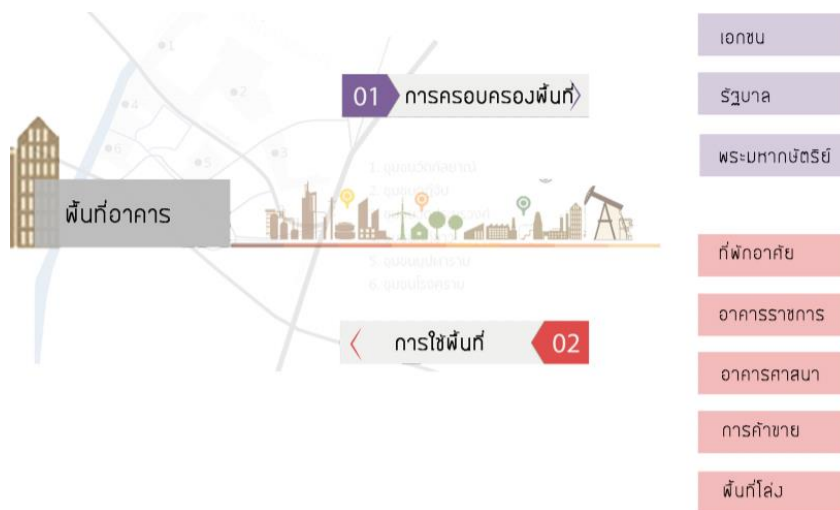 เอกชน
01 การครอบครองพื้นที่
รัฐบาล
พระมหากษัตริย์
พื้นที่อาคาร
ที่พักอาศัย
อาคารราชการ
การใช้พื้นที่ 02
อาคารศาสนา
การค้าขาย
พื้นที่โล่ง